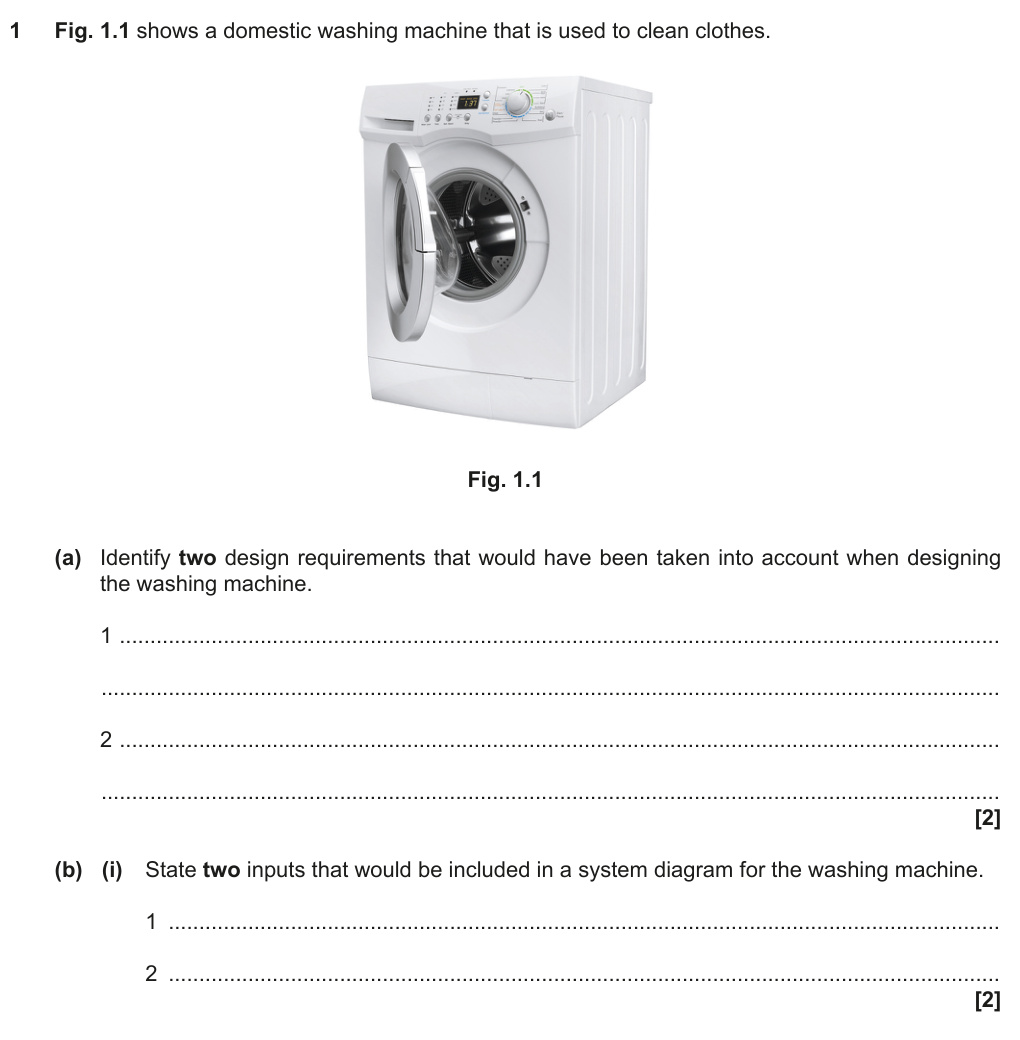 1 Fig. 1.1 shows a domestic washing machine that is used to clean clothes.
1:37
Fig. 1.1
(a) Identify two design requirements that would have been taken into account when designing
the washing machine.
1 ....................
....................
2 ....................
....................
[2]
(b) (i) State two inputs that would be included in a system diagram for the washing machine.
1 ....................
2 ....................
[2]